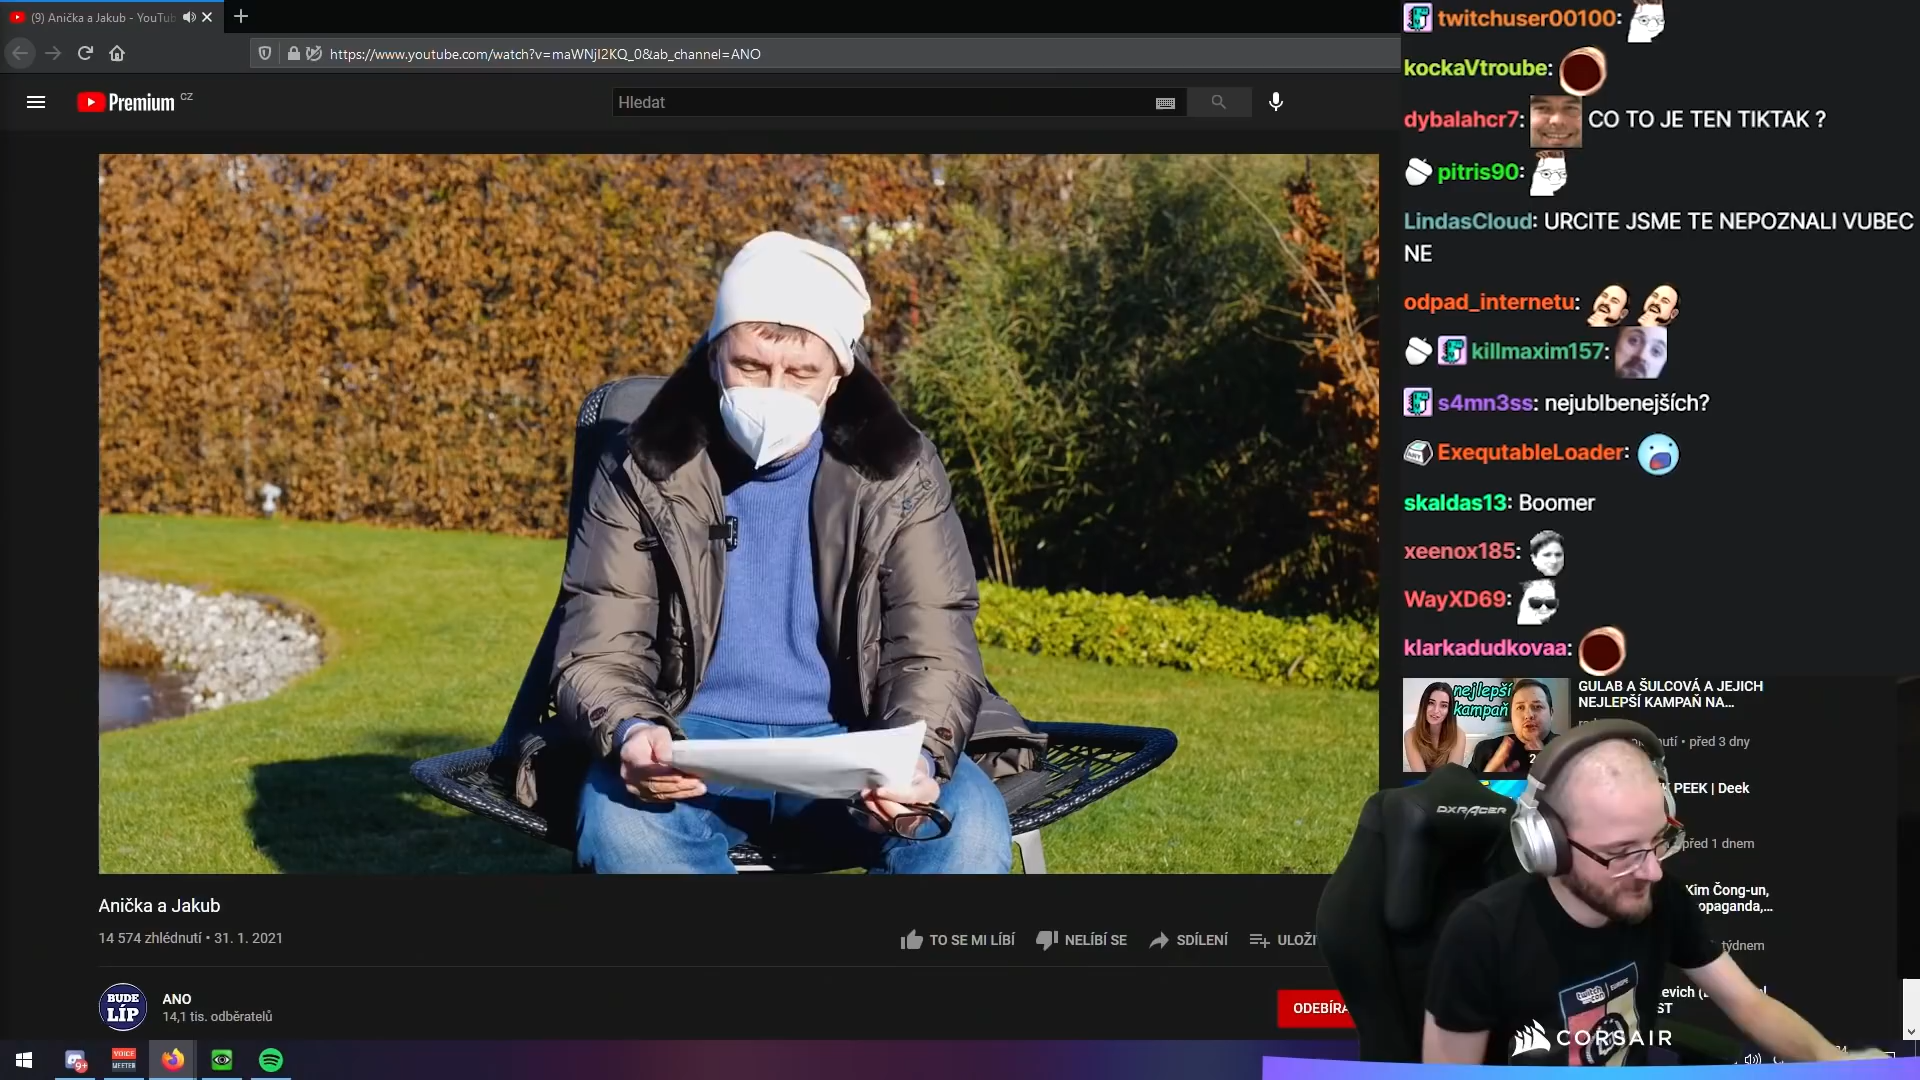 (9) Anička a Jakub - YouTub
https://www.youtube.com/watch?v=maWNjI2KQ_0&ab_channel=ANO
Premium CZ
Hledat
twitchuser00100:
kockaVtroube:
dybalahcr7: CO TO JE TEN TIKTAK ?
pitris90:
LindasCloud: URCITE JSME TE NEPOZNALI VUBEC
NE
odpad_internetu:
killmaxim157:
s4mn3ss: nejublbenejších?
ExequtableLoader:
skaldas13: Boomer
xeenox185:
WayXD69:
klarkadudkovaa:
nejlepší
kampaň
GULAB A ŠULCOVÁ A JEJICH
NEJLEPŠÍ KAMPAŇ NA...
• před 3 dny
PEEK | Deek
před 1 dnem
Kim Čong-un,
týdnem
DXRACER
Anička a Jakub
14 574 zhlédnutí • 31. 1. 2021
TO SE MI LÍBÍ
NELÍBÍ SE
SDÍLENÍ
ULOŽI
BUDE
LÍP
ANO
14,1 tis. odběratelů
ODEBÍRA
CORSAIR
9+
VOICE
MEETER